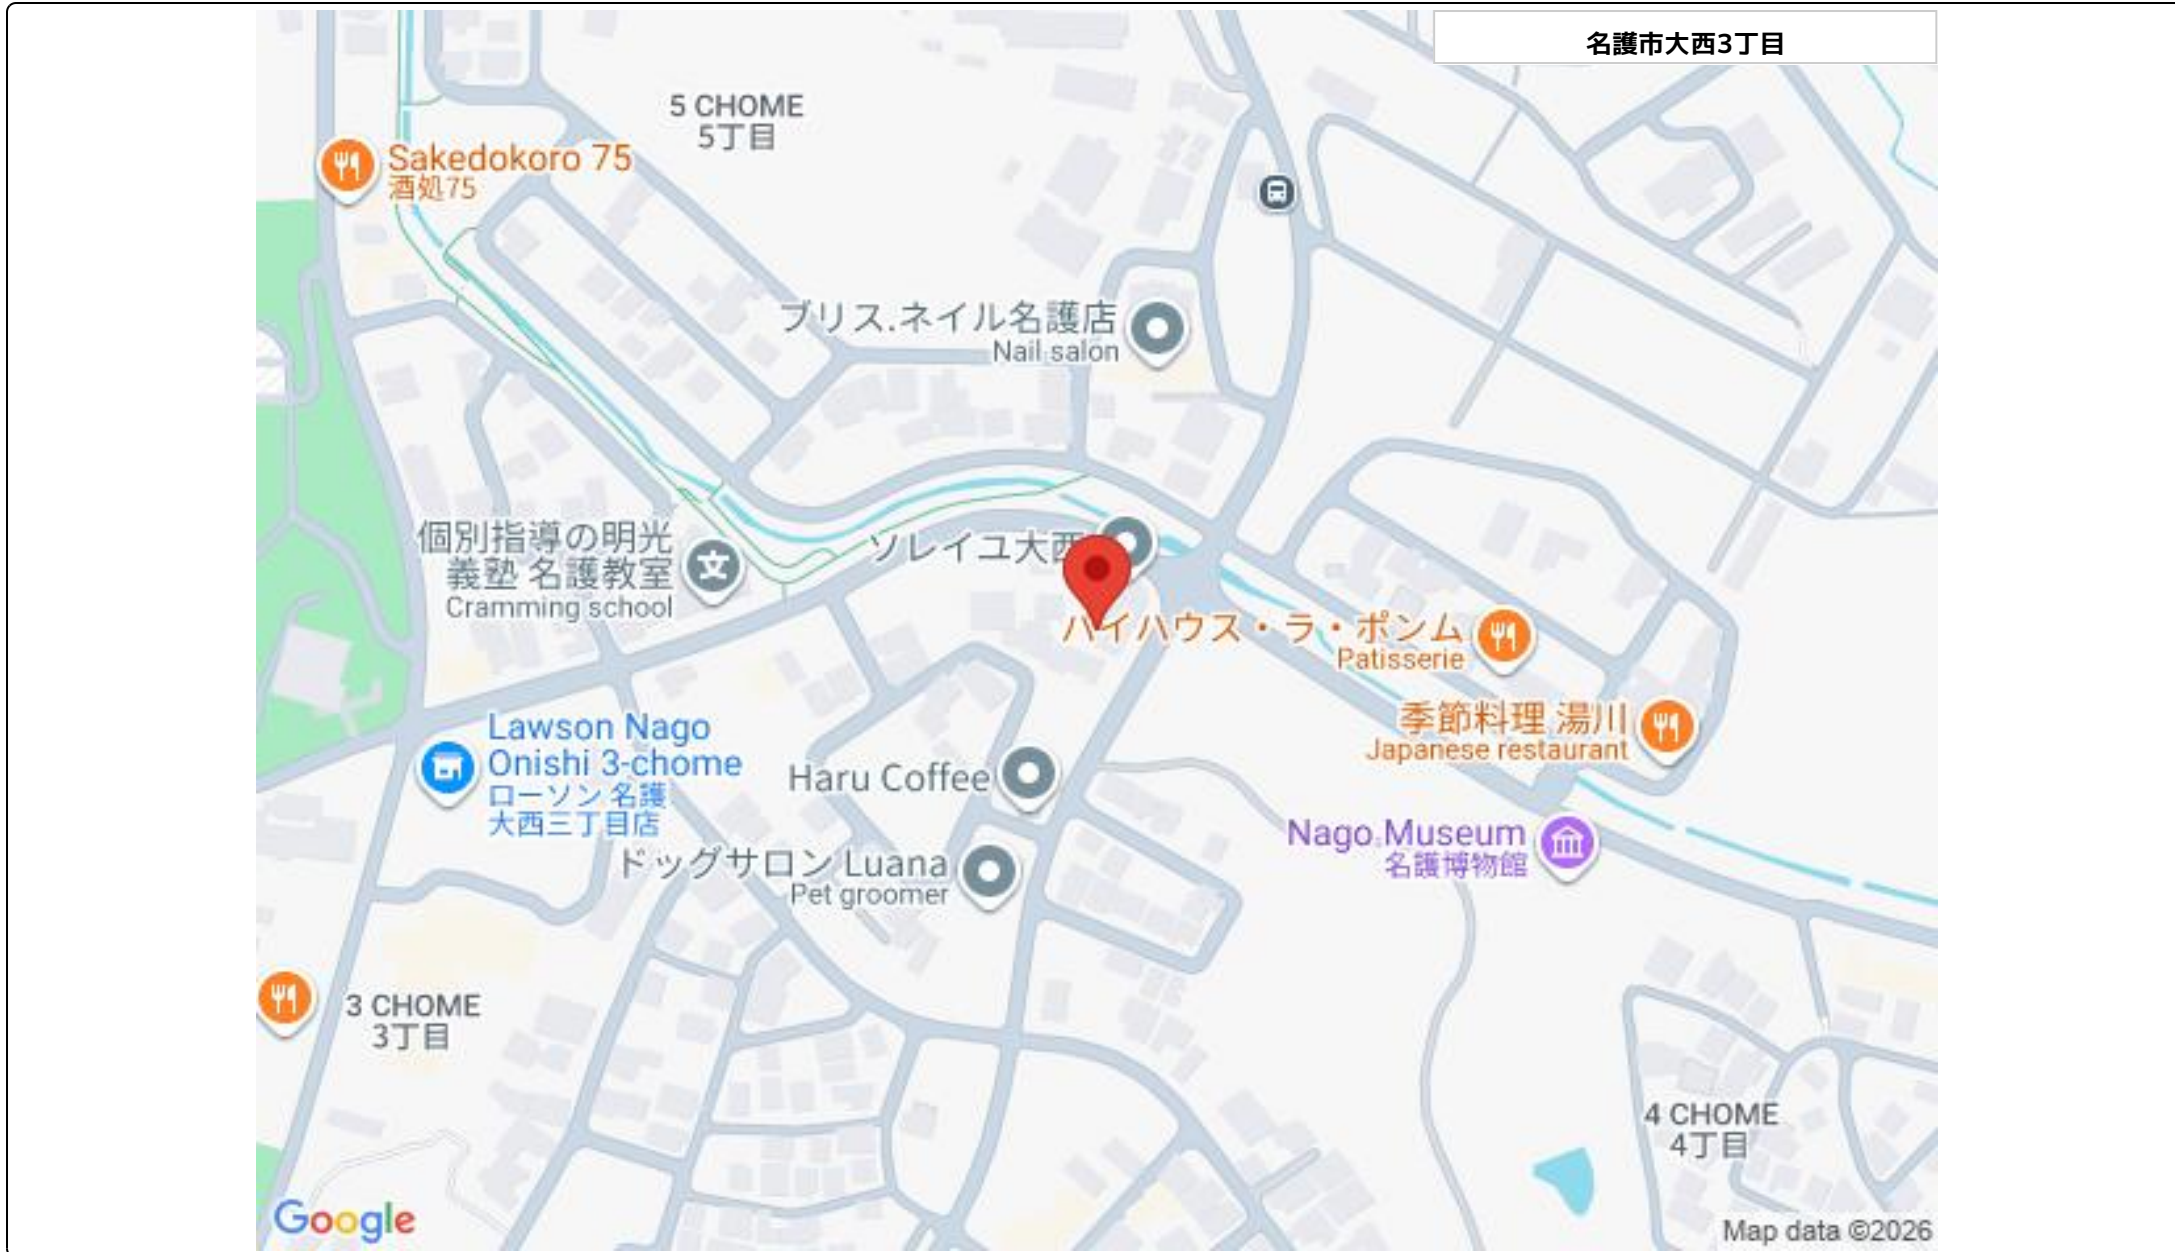 名護市大西3丁目
5 CHOME
5丁目
Sakedokoro 75
酒処75
ブリス.ネイル名護店
Nail salon
個別指導の明光
義塾 名護教室
Cramming school
ソレイユ大西
パイハウス・ラ・ポンム
Patisserie
季節料理 湯川
Japanese restaurant
Lawson Nago
Onishi 3-chome
ローソン 名護
大西三丁目店
Haru Coffee
Nago Museum
名護博物館
ドッグサロン Luana
Pet groomer
3 CHOME
3丁目
4 CHOME
4丁目
Google
Map data ©2026